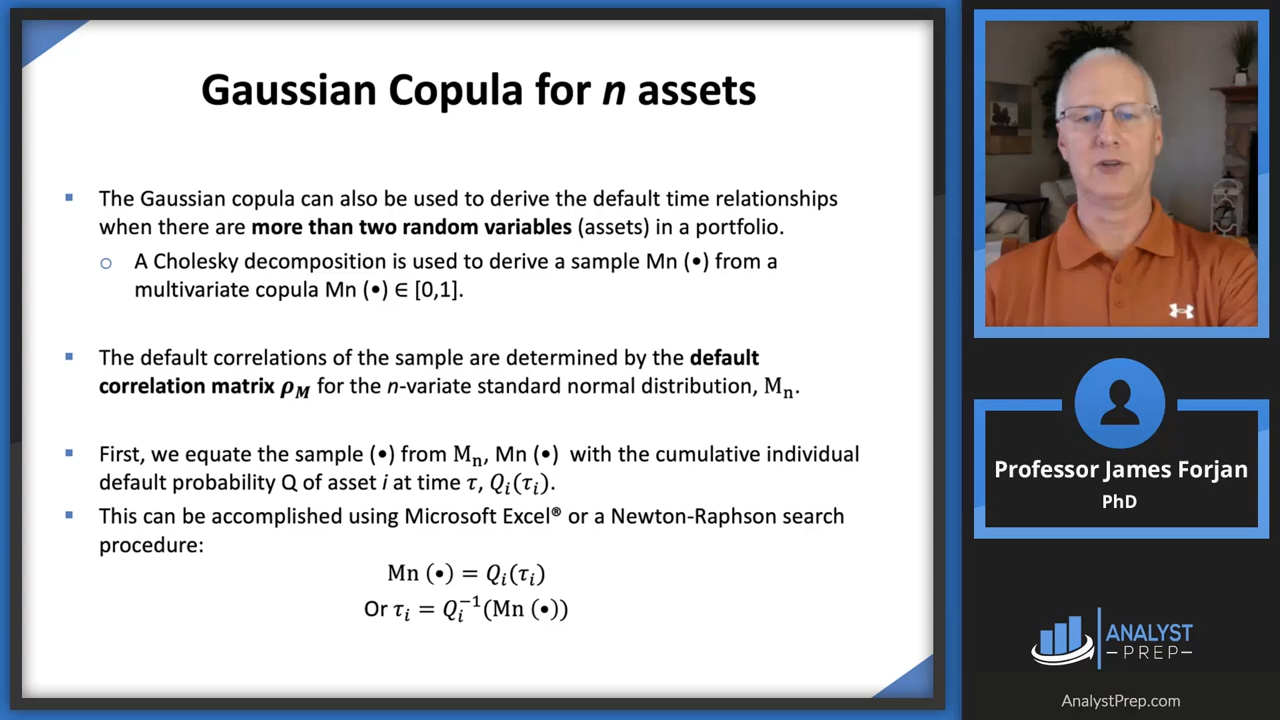 Gaussian Copula for n assets
▪ The Gaussian copula can also be used to derive the default time relationships
when there are more than two random variables (assets) in a portfolio.
○ A Cholesky decomposition is used to derive a sample Mn (•) from a
multivariate copula Mn (•) ∈ [0,1].
▪ The default correlations of the sample are determined by the default
correlation matrix ρ_M for the n-variate standard normal distribution, M_n.
▪ First, we equate the sample (•) from M_n, Mn (•) with the cumulative individual
default probability Q of asset i at time τ, Q_i(τ_i).
▪ This can be accomplished using Microsoft Excel® or a Newton-Raphson search
procedure:
Mn (•) = Q_i(τ_i)
Or τ_i = Q_i^{-1}(Mn (•))
Professor James Forjan
PhD
ANALYST
–PREP–
AnalystPrep.com